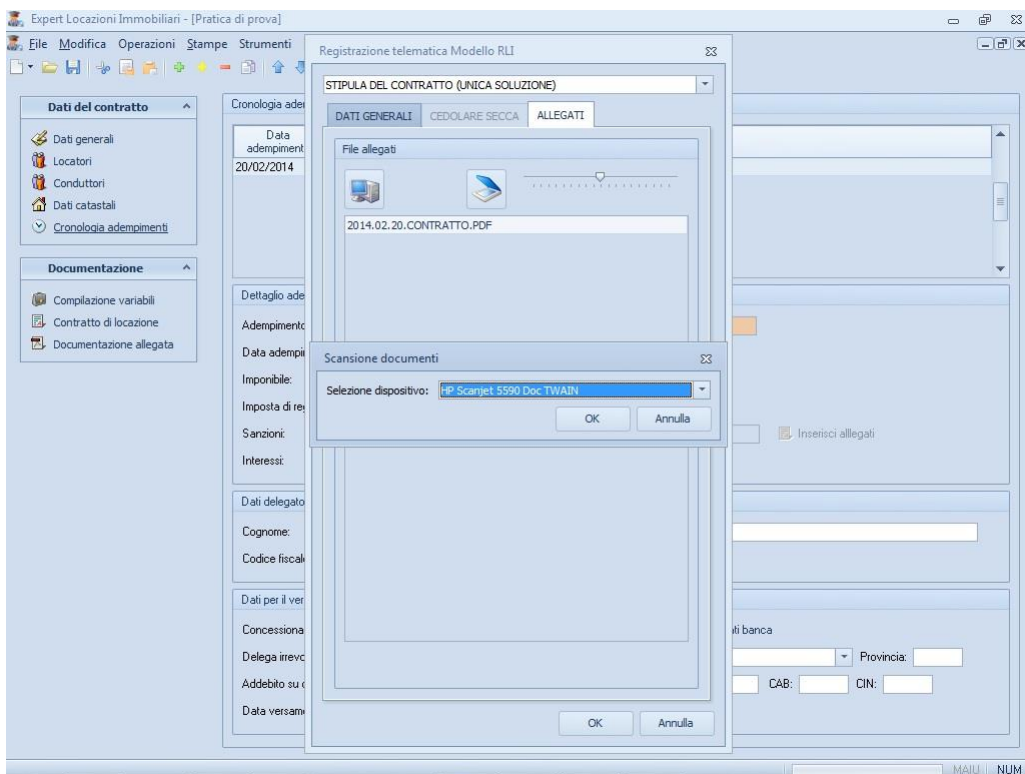 Expert Locazioni Immobiliari - [Pratica di prova]
File Modifica Operazioni Stampe Strumenti
Dati del contratto
Dati generali
Locatori
Conduttori
Dati catastali
Cronologia adempimenti
Documentazione
Compilazione variabili
Contratto di locazione
Documentazione allegata
Cronologia ader
Data
adempiment
20/02/2014
Dettaglio ade
Adempimento
Data adempi
Imponibile:
Imposta di reg
Sanzioni:
Interessi:
Inserisci alllegati
Dati delegato
Cognome:
Codice fiscale
Dati per il ver
Concessiona
Delega irrevo
Addebito su c
Data versame
ati banca
Provincia:
CAB:
CIN:
Registrazione telematica Modello RLI
STIPULA DEL CONTRATTO (UNICA SOLUZIONE)
DATI GENERALI
CEDOLARE SECCA
ALLEGATI
File allegati
2014.02.20.CONTRATTO.PDF
Scansione documenti
Selezione dispositivo: HP Scanjet 5590 Doc TWAIN
OK Annulla
OK Annulla
MAIU NUM